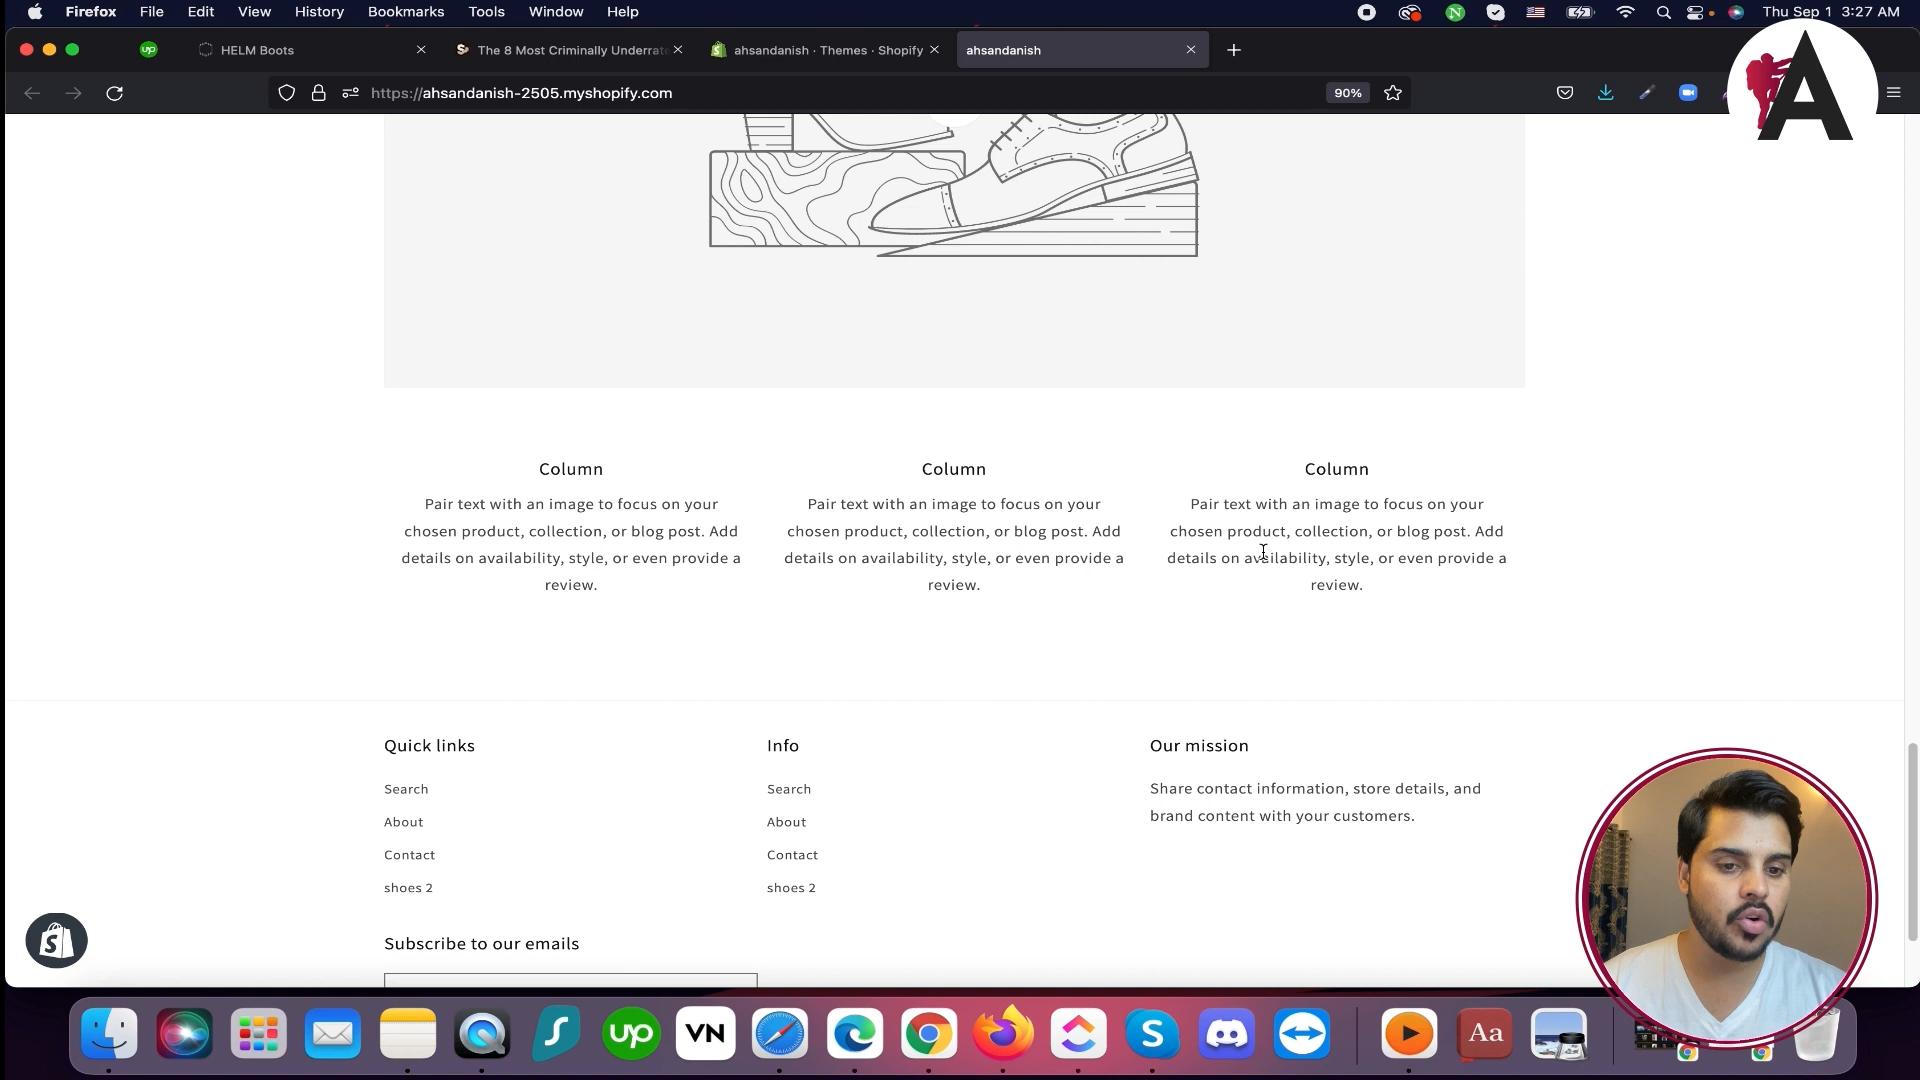 Firefox File Edit View History Bookmarks Tools Window Help
Thu Sep 1 3:27 AM
up HELM Boots
S The 8 Most Criminally Underrate
ahsandanish · Themes · Shopify
ahsandanish
https://ahsandanish-2505.myshopify.com
90%
A
Column
Pair text with an image to focus on your
chosen product, collection, or blog post. Add
details on availability, style, or even provide a
review.
Column
Pair text with an image to focus on your
chosen product, collection, or blog post. Add
details on availability, style, or even provide a
review.
Column
Pair text with an image to focus on your
chosen product, collection, or blog post. Add
details on availability, style, or even provide a
review.
Quick links
Search
About
Contact
shoes 2
Info
Search
About
Contact
shoes 2
Our mission
Share contact information, store details, and
brand content with your customers.
Subscribe to our emails
S
up
VN
S
Aa